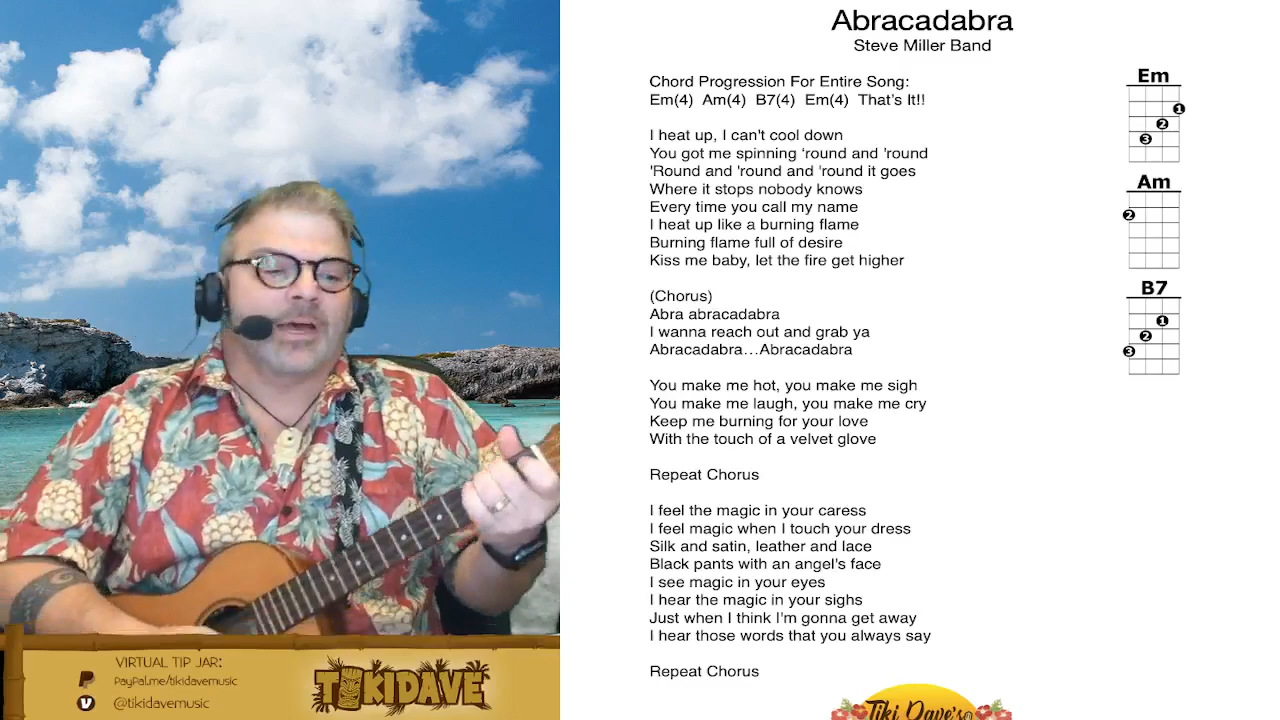 Abracadabra
Steve Miller Band
Chord Progression For Entire Song:
Em(4)  Am(4)  B7(4)  Em(4)  That's It!!
I heat up, I can't cool down
You got me spinning ‘round and 'round
'Round and 'round and 'round it goes
Where it stops nobody knows
Every time you call my name
I heat up like a burning flame
Burning flame full of desire
Kiss me baby, let the fire get higher
(Chorus)
Abra abracadabra
I wanna reach out and grab ya
Abracadabra…Abracadabra
You make me hot, you make me sigh
You make me laugh, you make me cry
Keep me burning for your love
With the touch of a velvet glove
Repeat Chorus
I feel the magic in your caress
I feel magic when I touch your dress
Silk and satin, leather and lace
Black pants with an angel's face
I see magic in your eyes
I hear the magic in your sighs
Just when I think I'm gonna get away
I hear those words that you always say
Repeat Chorus
Em
1
2
3
Am
2
B7
1
2
3
VIRTUAL TIP JAR:
PayPal.me/tikidavemusic
@tikidavemusic
TIKIDAVE
Tiki Dave's